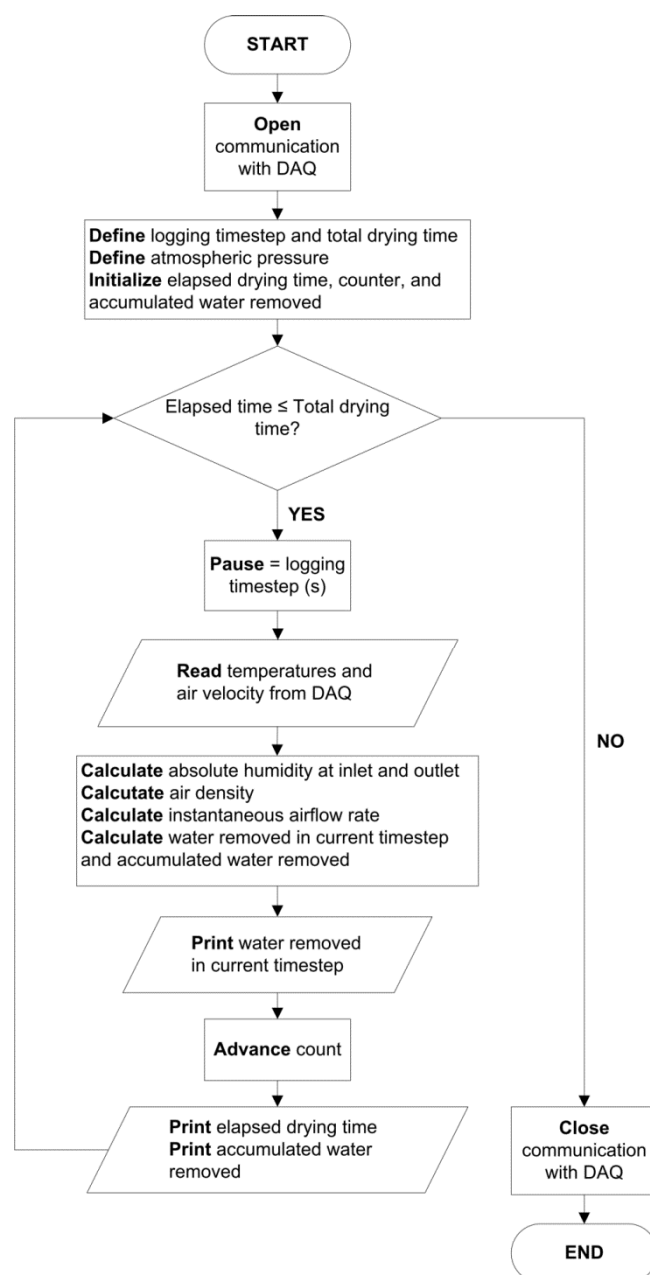 START
Open
communication
with DAQ
Define logging timestep and total drying time
Define atmospheric pressure
Initialize elapsed drying time, counter, and
accumulated water removed
Elapsed time ≤ Total drying
time?
YES
Pause = logging
timestep (s)
Read temperatures and
air velocity from DAQ
NO
Calculate absolute humidity at inlet and outlet
Calcutate air density
Calculate instantaneous airflow rate
Calculate water removed in current timestep
and accumulated water removed
Print water removed
in current timestep
Advance count
Print elapsed drying time
Print accumulated water
removed
Close
communication
with DAQ
END